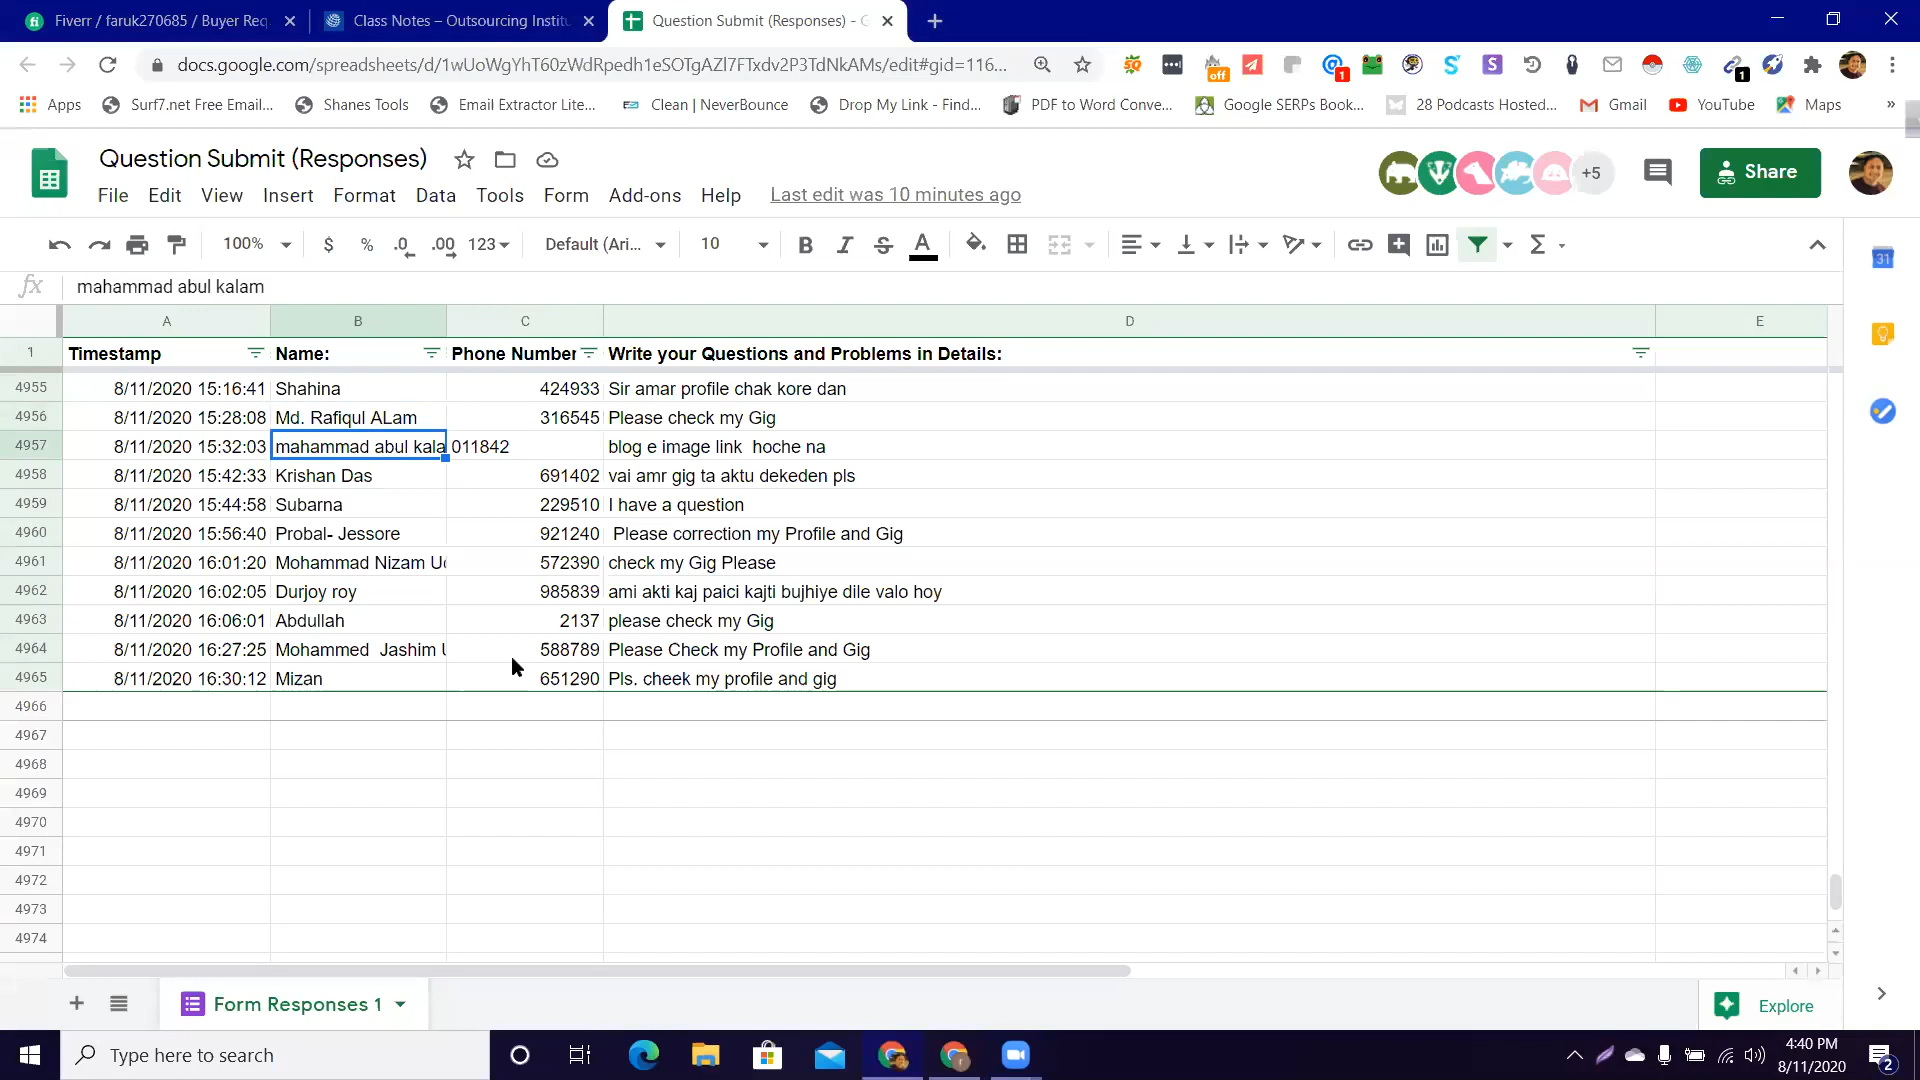 Fiverr / faruk270685 / Buyer Req
Class Notes – Outsourcing Institu
Question Submit (Responses) - G
docs.google.com/spreadsheets/d/1wUoWgYhT60zWdRpedh1eSOTgAZl7FTxdv2P3TdNkAMs/edit#gid=116...
off
1
1
Apps
Surf7.net Free Email...
Shanes Tools
Email Extractor Lite...
Clean | NeverBounce
Drop My Link - Find...
PDF to Word Conve...
Google SERPs Book...
28 Podcasts Hosted...
Gmail
YouTube
Maps
»
Question Submit (Responses)
File Edit View Insert Format Data Tools Form Add-ons Help Last edit was 10 minutes ago
+5
Share
100% $ % .0 .00 123 Default (Ari... 10 B I S A Σ
31
fx mahammad abul kalam
A B C D E
1 Timestamp Name: Phone Number Write your Questions and Problems in Details:
4955 8/11/2020 15:16:41 Shahina 424933 Sir amar profile chak kore dan
4956 8/11/2020 15:28:08 Md. Rafiqul ALam 316545 Please check my Gig
4957 8/11/2020 15:32:03 mahammad abul kala 011842 blog e image link hoche na
4958 8/11/2020 15:42:33 Krishan Das 691402 vai amr gig ta aktu dekeden pls
4959 8/11/2020 15:44:58 Subarna 229510 I have a question
4960 8/11/2020 15:56:40 Probal- Jessore 921240 Please correction my Profile and Gig
4961 8/11/2020 16:01:20 Mohammad Nizam Ud 572390 check my Gig Please
4962 8/11/2020 16:02:05 Durjoy roy 985839 ami akti kaj paici kajti bujhiye dile valo hoy
4963 8/11/2020 16:06:01 Abdullah 2137 please check my Gig
4964 8/11/2020 16:27:25 Mohammed Jashim U 588789 Please Check my Profile and Gig
4965 8/11/2020 16:30:12 Mizan 651290 Pls. cheek my profile and gig
4966
4967
4968
4969
4970
4971
4972
4973
4974
Form Responses 1
Explore
Type here to search
4:40 PM
8/11/2020
2